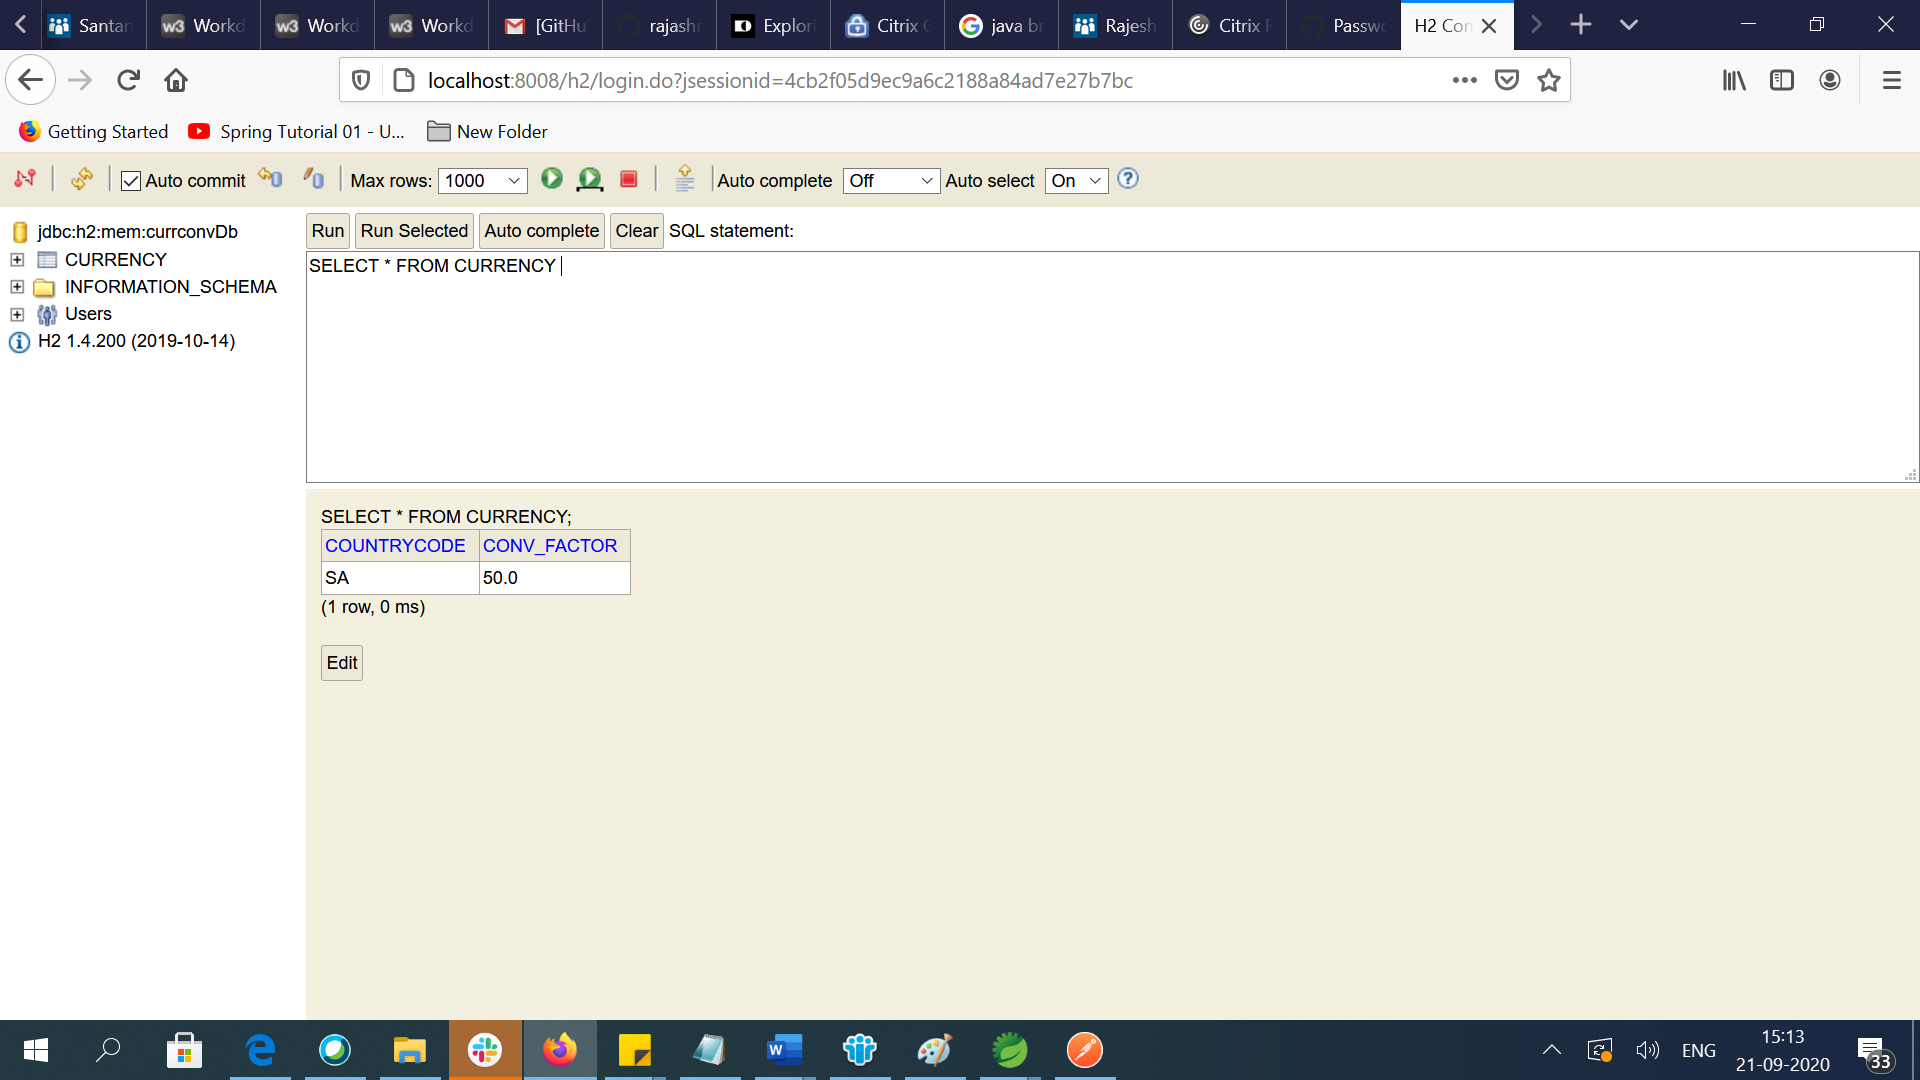 Santan Workd Workd Workd [GitHu rajashr Explori Citrix G java br Rajesh Citrix R Passwo H2 Con
localhost:8008/h2/login.do?jsessionid=4cb2f05d9ec9a6c2188a84ad7e27b7bc
Getting Started Spring Tutorial 01 - U... New Folder
Auto commit Max rows: 1000 Auto complete Off Auto select On
jdbc:h2:mem:currconvDb
CURRENCY
INFORMATION_SCHEMA
Users
H2 1.4.200 (2019-10-14)
Run Run Selected Auto complete Clear SQL statement:
SELECT * FROM CURRENCY
SELECT * FROM CURRENCY;
COUNTRYCODE CONV_FACTOR
SA 50.0
(1 row, 0 ms)
Edit
ENG 15:13
21-09-2020 33